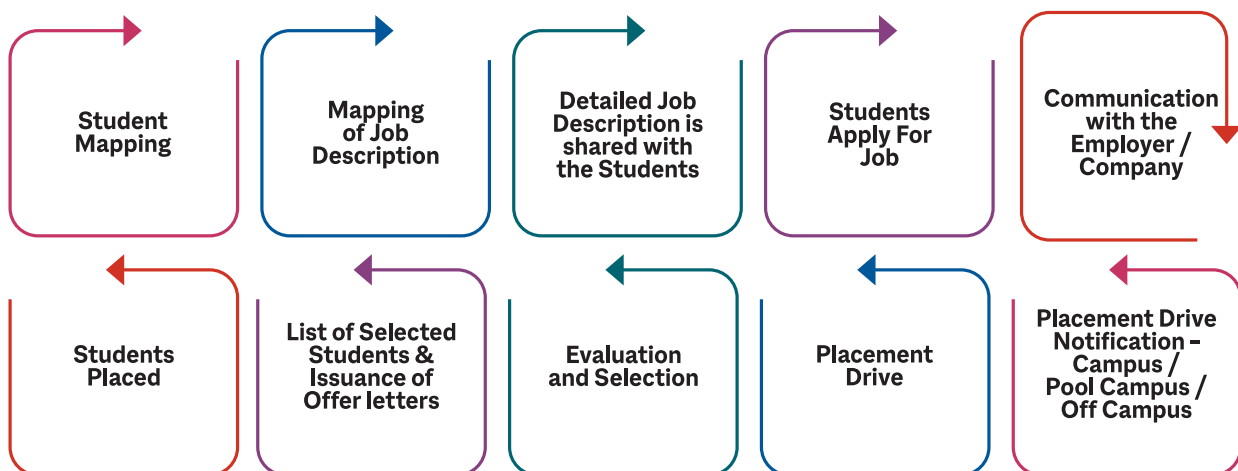 Student
Mapping
Mapping
of Job
Description
Detailed Job
Description is
shared with
the Students
Students
Apply For
Job
Communication
with the
Employer /
Company
Placement Drive
Notification –
Campus /
Pool Campus /
Off Campus
Placement
Drive
Evaluation
and Selection
List of Selected
Students &
Issuance of
Offer letters
Students
Placed